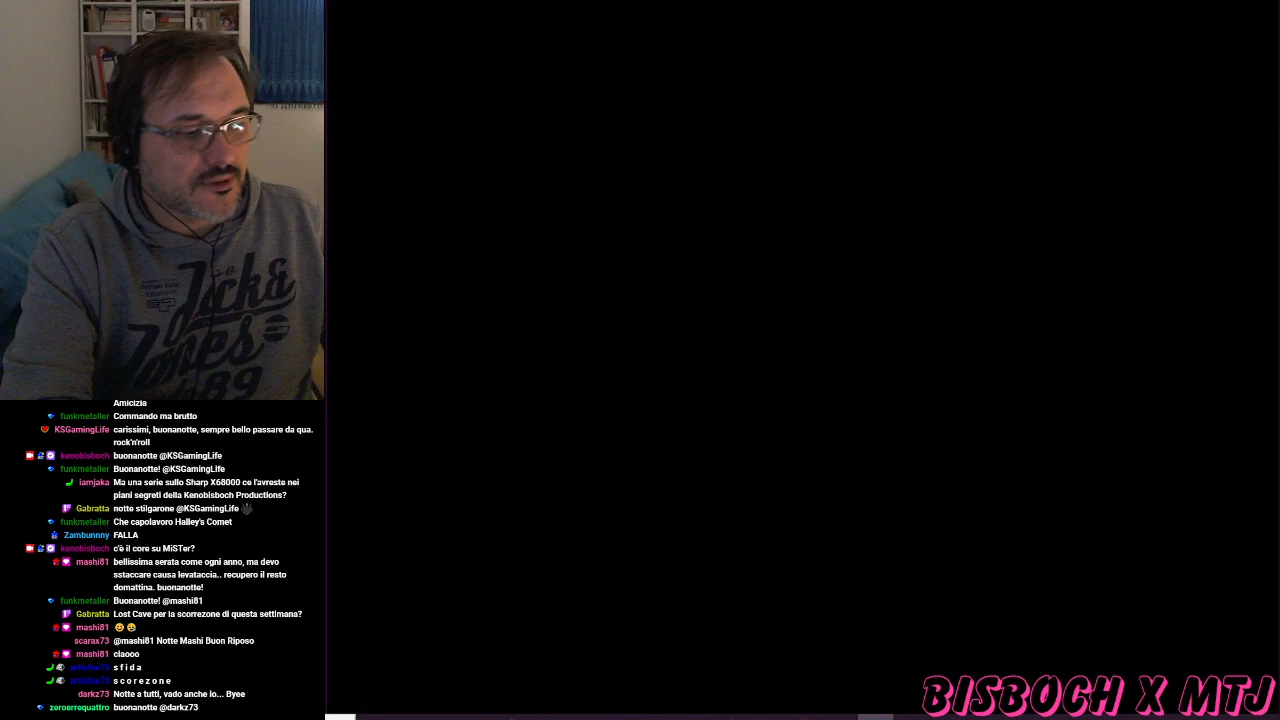 Jack&
Jones
89
Amicizia
funkmetaller Commando ma brutto
KSGamingLife carissimi, buonanotte, sempre bello passare da qua.
rock'n'roll
kenobisboch buonanotte @KSGamingLife
funkmetaller Buonanotte! @KSGamingLife
iamjaka Ma una serie sullo Sharp X68000 ce l'avreste nei
piani segreti della Kenobisboch Productions?
Gabratta notte stilgarone @KSGamingLife
funkmetaller Che capolavoro Halley's Comet
Zambunnny FALLA
kenobisboch c'è il core su MiSTer?
mashi81 bellissima serata come ogni anno, ma devo
sstaccare causa levataccia.. recupero il resto
domattina. buonanotte!
funkmetaller Buonanotte! @mashi81
Gabratta Lost Cave per la scorrezone di questa settimana?
mashi81
scarax73 @mashi81 Notte Mashi Buon Riposo
mashi81 ciaooo
s f i d a
s c o r e z o n e
darkz73 Notte a tutti, vado anche io... Byee
zeroerrequattro buonanotte @darkz73
BISBOCH X MTJ